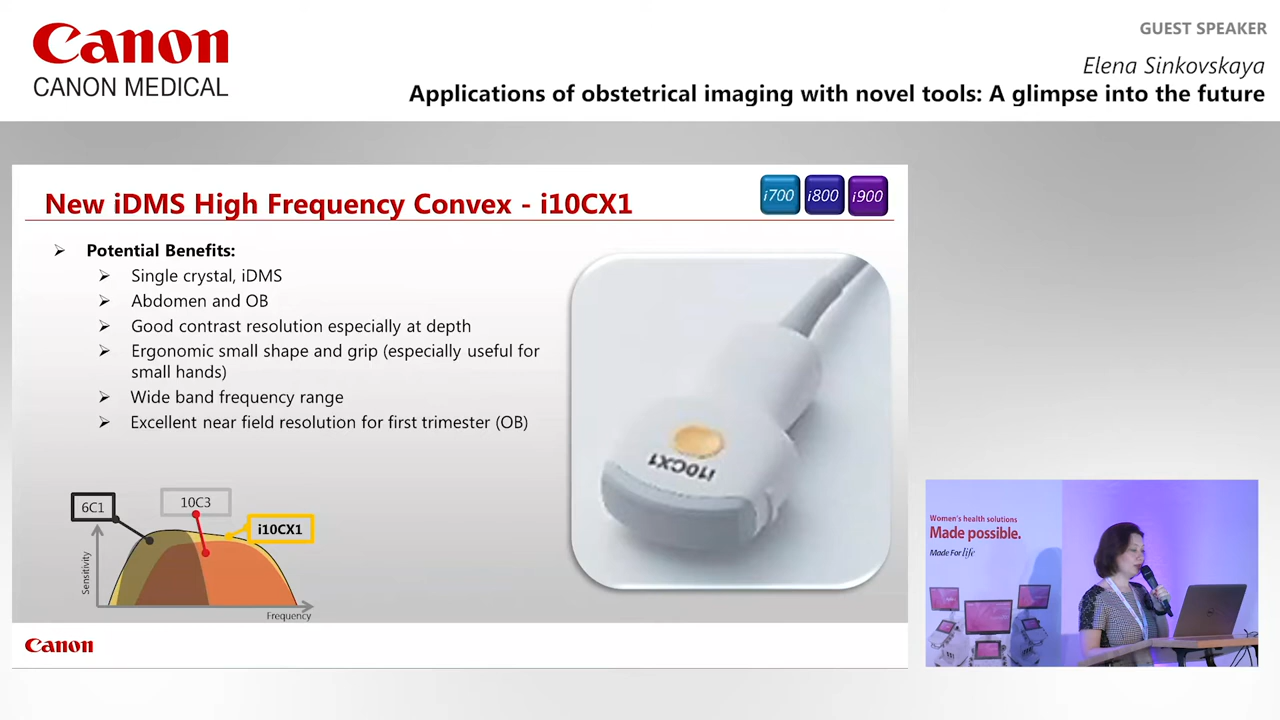 Canon
CANON MEDICAL
GUEST SPEAKER
Elena Sinkovskaya
Applications of obstetrical imaging with novel tools: A glimpse into the future
New iDMS High Frequency Convex - i10CX1
i700
i800
i900
Potential Benefits:
Single crystal, iDMS
Abdomen and OB
Good contrast resolution especially at depth
Ergonomic small shape and grip (especially useful for
small hands)
Wide band frequency range
Excellent near field resolution for first trimester (OB)
i10CX1
6C1
10C3
i10CX1
Sensitivity
Frequency
Canon
Women's health solutions
Made possible.
Made For life